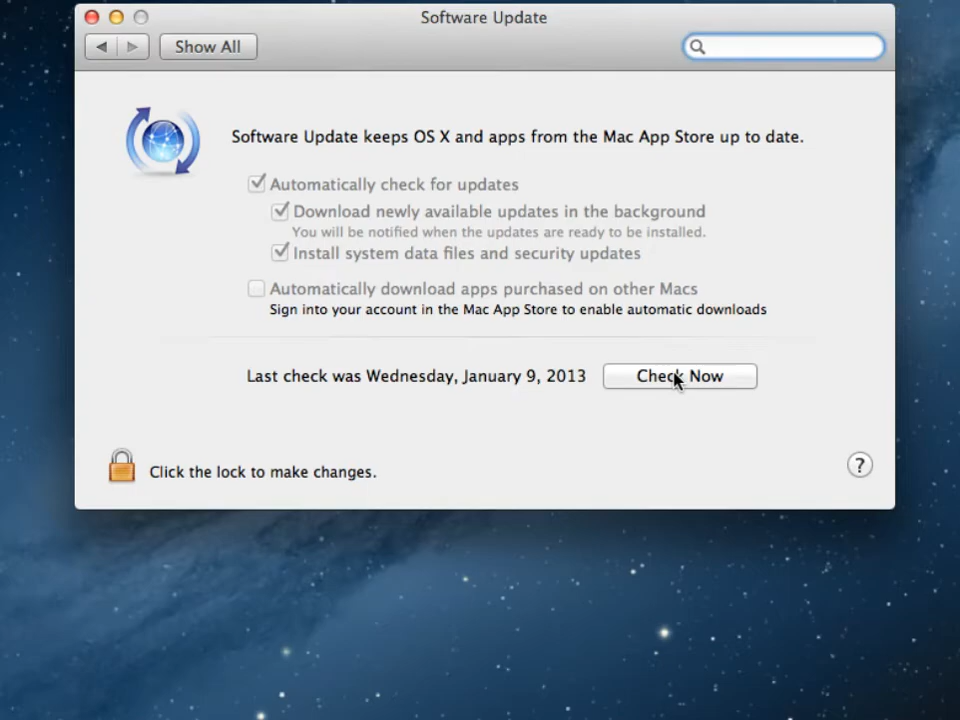 Software Update
Show All
Software Update keeps OS X and apps from the Mac App Store up to date.
Automatically check for updates
Download newly available updates in the background
You will be notified when the updates are ready to be installed.
Install system data files and security updates
Automatically download apps purchased on other Macs
Sign into your account in the Mac App Store to enable automatic downloads
Last check was Wednesday, January 9, 2013
Check Now
Click the lock to make changes.
?